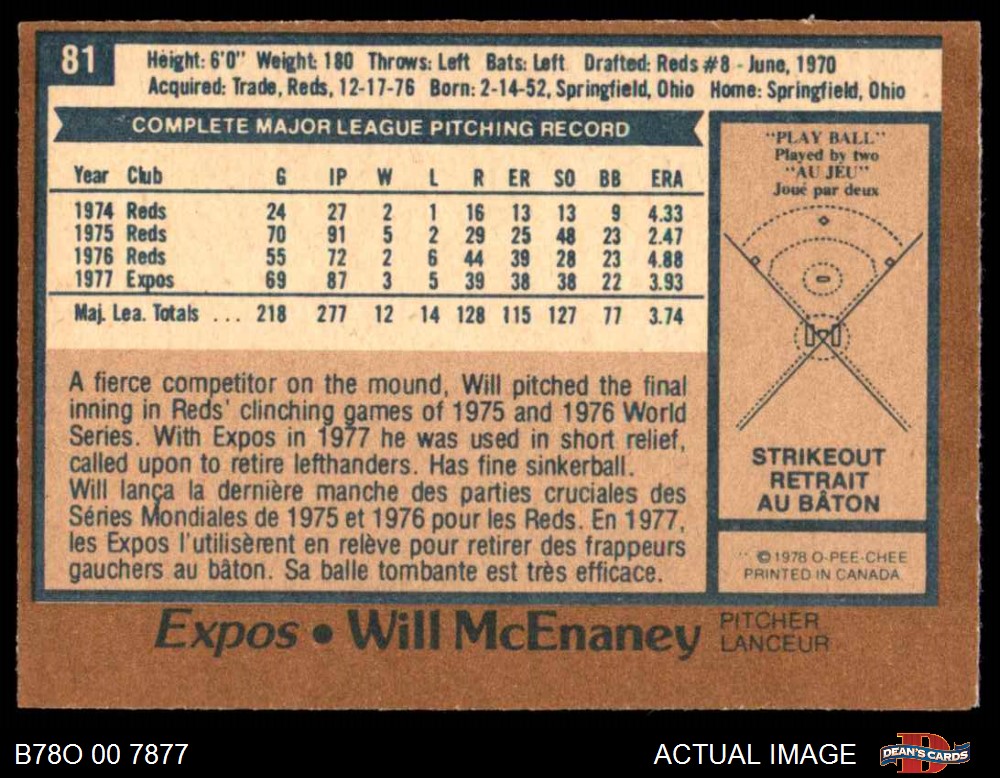 81
Height: 6'0" Weight: 180 Throws: Left Bats: Left Drafted: Reds #8 - June, 1970
Acquired: Trade, Reds, 12-17-76 Born: 2-14-52, Springfield, Ohio Home: Springfield, Ohio
COMPLETE MAJOR LEAGUE PITCHING RECORD
Year Club G IP W L R ER SO BB ERA
1974 Reds 24 27 2 1 16 13 13 9 4.33
1975 Reds 70 91 5 2 29 25 48 23 2.47
1976 Reds 55 72 2 6 44 39 28 23 4.88
1977 Expos 69 87 3 5 39 38 38 22 3.93
Maj. Lea. Totals ... 218 277 12 14 128 115 127 77 3.74
A fierce competitor on the mound, Will pitched the final
inning in Reds' clinching games of 1975 and 1976 World
Series. With Expos in 1977 he was used in short relief,
called upon to retire lefthanders. Has fine sinkerball.
Will lança la dernière manche des parties cruciales des
Séries Mondiales de 1975 et 1976 pour les Reds. En 1977,
les Expos l'utilisèrent en relève pour retirer des frappeurs
gauchers au bâton. Sa balle tombante est très efficace.
"PLAY BALL"
Played by two
"AU JEU"
Joué par deux
STRIKEOUT
RETRAIT
AU BÂTON
© 1978 O-PEE-CHEE
PRINTED IN CANADA
Expos • Will McEnaney
PITCHER
LANCEUR
B78O 00 7877
ACTUAL IMAGE
DEAN'S CARDS